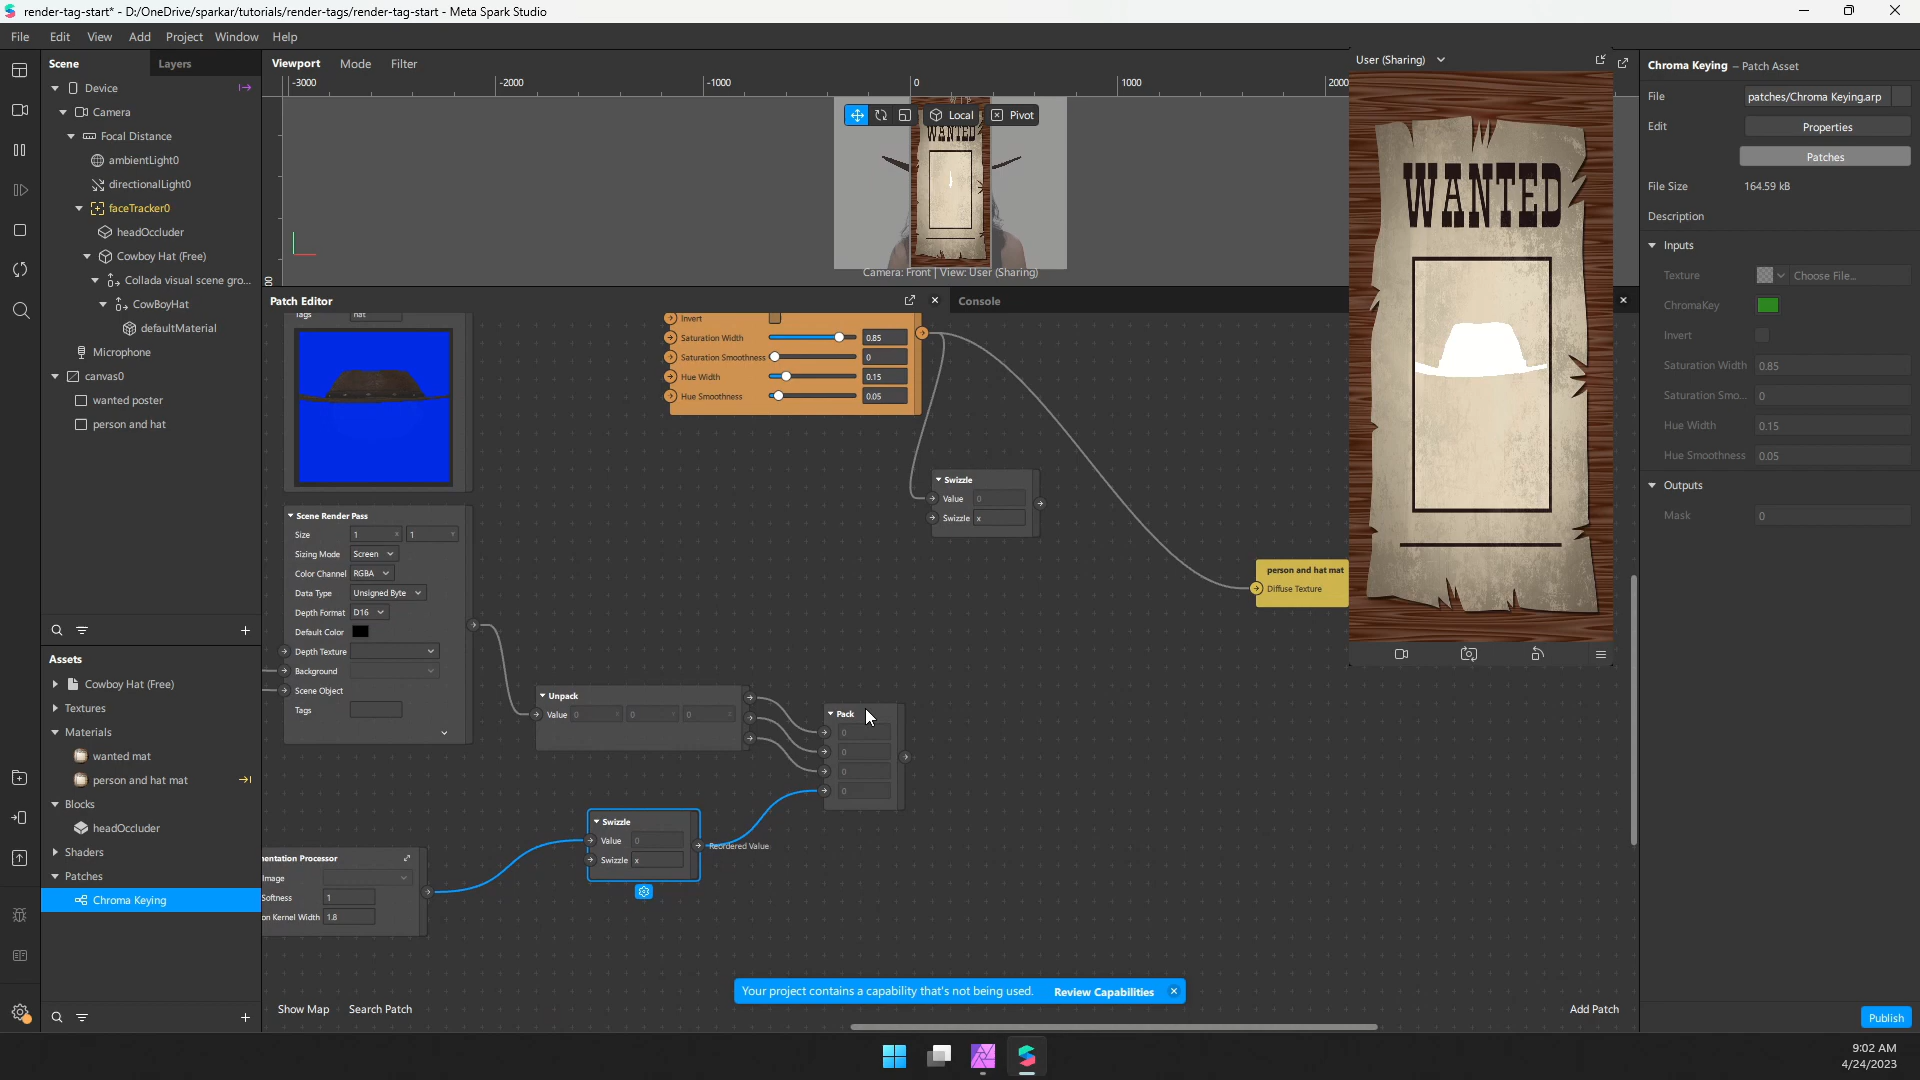 render-tag-start* - D:/OneDrive/sparkar/tutorials/render-tags/render-tag-start - Meta Spark Studio
File Edit View Add Project Window Help
Scene Layers
Device
Camera
Focal Distance
ambientLight0
directionalLight0
faceTracker0
headOccluder
Cowboy Hat (Free)
Collada visual scene gro...
CowBoyHat
defaultMaterial
Microphone
canvas0
wanted poster
person and hat
Assets
Cowboy Hat (Free)
Textures
Materials
wanted mat
person and hat mat
Blocks
headOccluder
Shaders
Patches
Chroma Keying
Viewport Mode Filter
-3000 -2000 -1000 0 1000 2000
Local Pivot
WANTED
Camera: Front | View: User (Sharing)
Patch Editor
Console
Tags hat
Invert
Saturation Width 0.85
Saturation Smoothness 0
Hue Width 0.15
Hue Smoothness 0.05
Swizzle
Value 0
Swizzle x
Scene Render Pass
Size 1 1
Sizing Mode Screen
Color Channel RGBA
Data Type Unsigned Byte
Depth Format D16
Default Color
Depth Texture
Background
Scene Object
Tags
person and hat mat
Diffuse Texture
Unpack
Value 0 0 0
Pack
0
0
0
0
Swizzle
Value 0
Swizzle x
Reordered Value
mentation Processor
Image
Softness 1
on Kernel Width 1.8
Your project contains a capability that's not being used. Review Capabilities
Show Map Search Patch
Add Patch
User (Sharing)
WANTED
Chroma Keying – Patch Asset
File patches/Chroma Keying.arp
Edit Properties
Patches
File Size 164.59 kB
Description
Inputs
Texture Choose File...
ChromaKey
Invert
Saturation Width 0.85
Saturation Smo... 0
Hue Width 0.15
Hue Smoothness 0.05
Outputs
Mask 0
Publish
9:02 AM
4/24/2023